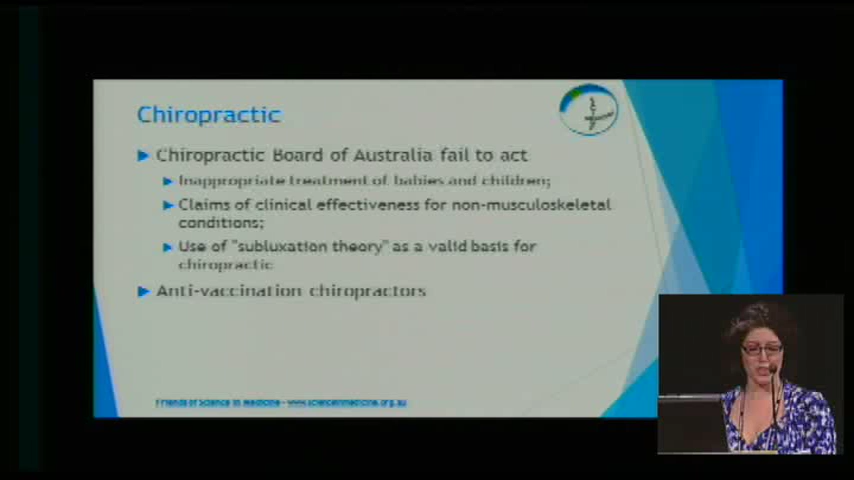 Chiropractic
Chiropractic Board of Australia fail to act
Inappropriate treatment of babies and children;
Claims of clinical effectiveness for non-musculoskeletal
conditions;
Use of "subluxation theory" as a valid basis for
chiropractic
Anti-vaccination chiropractors
Friends of Science in Medicine - www.scienceinmedicine.org.au